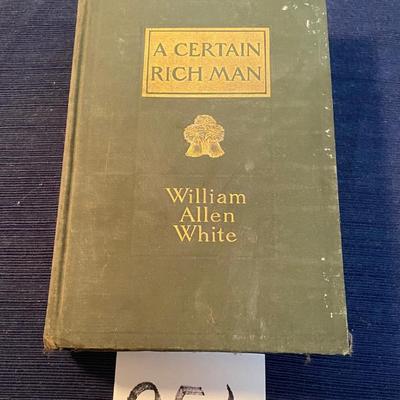 A CERTAIN
RICH MAN
William
Allen
White